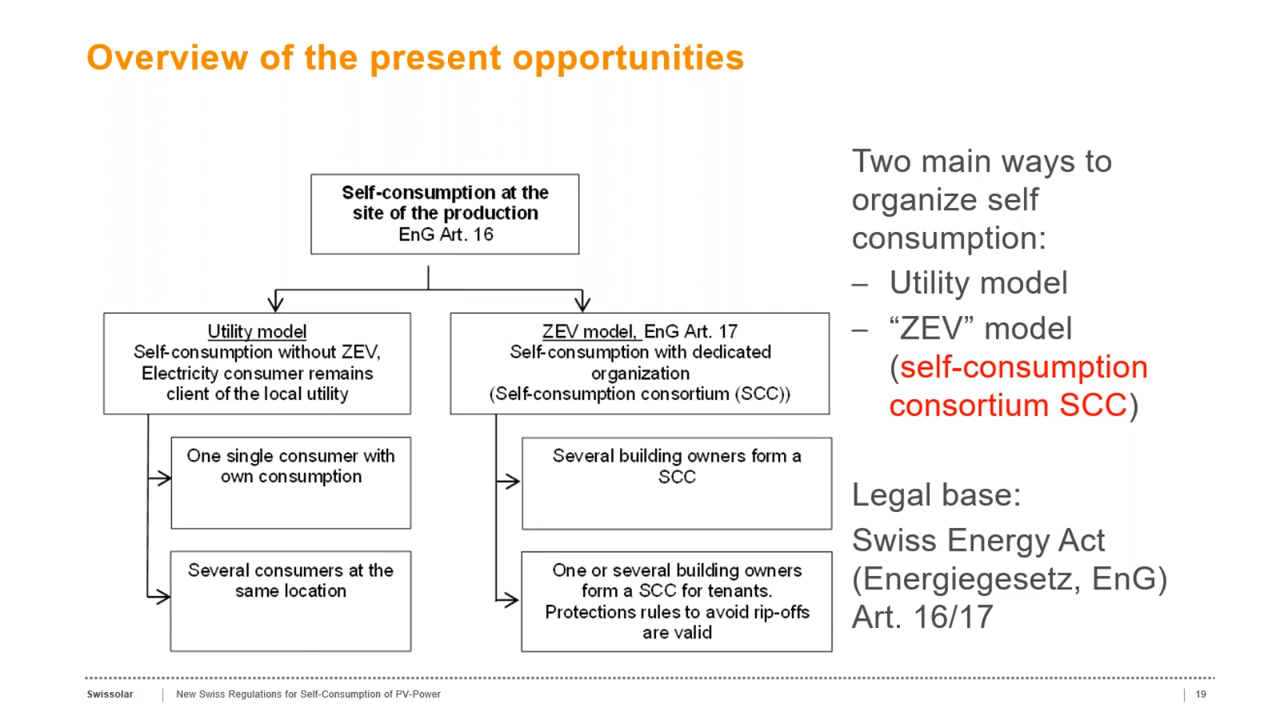 Overview of the present opportunities
Self-consumption at the
site of the production
EnG Art. 16
Utility model
Self-consumption without ZEV,
Electricity consumer remains
client of the local utility
One single consumer with
own consumption
Several consumers at the
same location
ZEV model, EnG Art. 17
Self-consumption with dedicated
organization
(Self-consumption consortium (SCC))
Several building owners form a
SCC
One or several building owners
form a SCC for tenants.
Protections rules to avoid rip-offs
are valid
Two main ways to
organize self
consumption:
– Utility model
– “ZEV” model
(self-consumption
consortium SCC)
Legal base:
Swiss Energy Act
(Energiegesetz, EnG)
Art. 16/17
Swissolar | New Swiss Regulations for Self-Consumption of PV-Power | 19